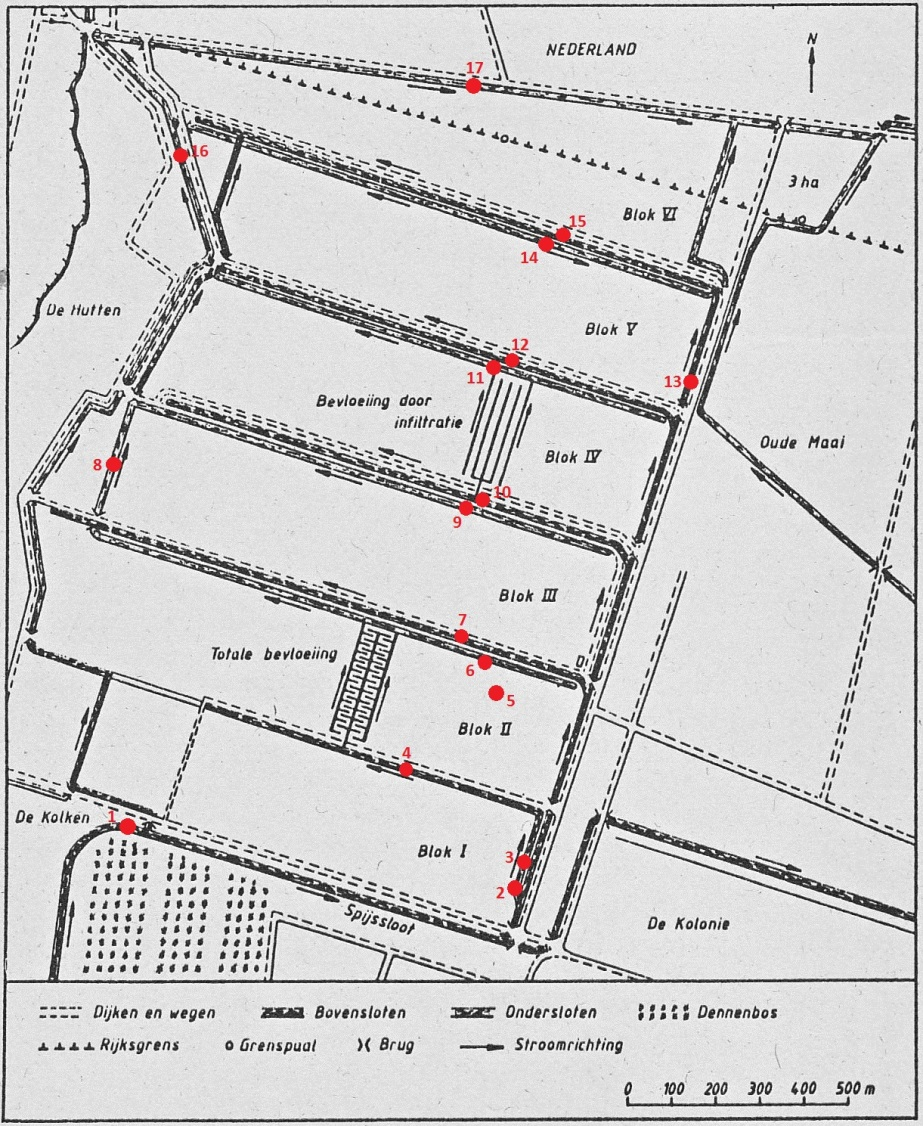 NEDERLAND
N
17
16
3 ha
Blok VI
15
14
De Hutten
Blok V
12
11
13
Bevloeiing door
infiltratie
Oude Maai
8
Blok IV
10
9
Blok III
7
D
Totale bevloeiing
6
5
Blok II
4
De Kolken
1
Blok I
3
2
Spijssloot
De Kolonie
Dijken en wegen
Bovensloten
Ondersloten
Dennenbos
Rijksgrens
Grenspaal
Brug
Stroomrichting
0 100 200 300 400 500 m